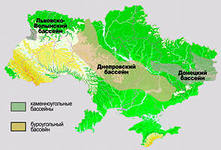 Львовско-
Волынский
бассейн
Днепровский
бассейн
Донецкий
бассейн
каменноугольные
бассейны
буроугольный
бассейн